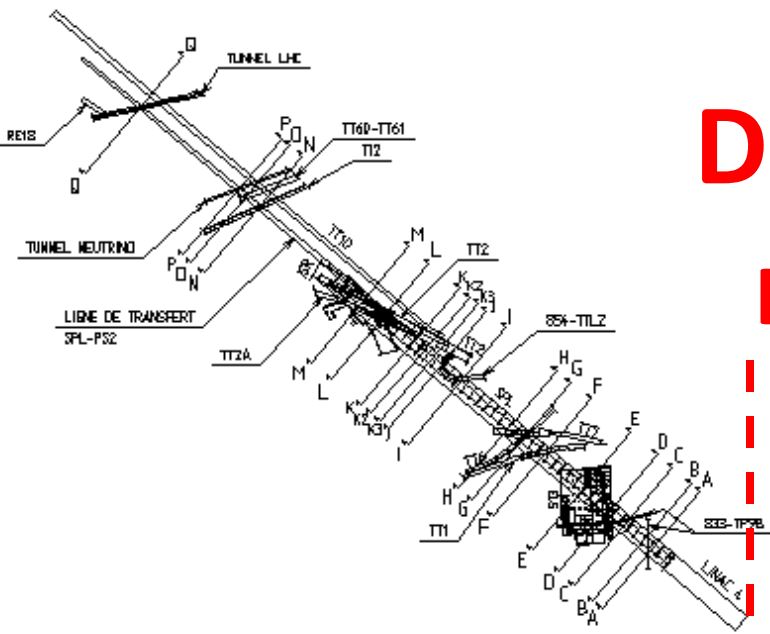 Q
TUNNEL LHC
RE18
Q
P
O
N
TT60-TT61
TI2
D
TUNNEL NEUTRINO
P
O
N
TT10
M
L
TT2
LIGNE DE TRANSFERT
SPL-PS2
TT2A
M
L
K
K2
K3
J
I
854-TTL2
K
K2
K3
J
I
H
G
F
E
D
C
B
A
H
G
F
TT1
E
D
C
B
A
513
833-TP9B
LINAC 4